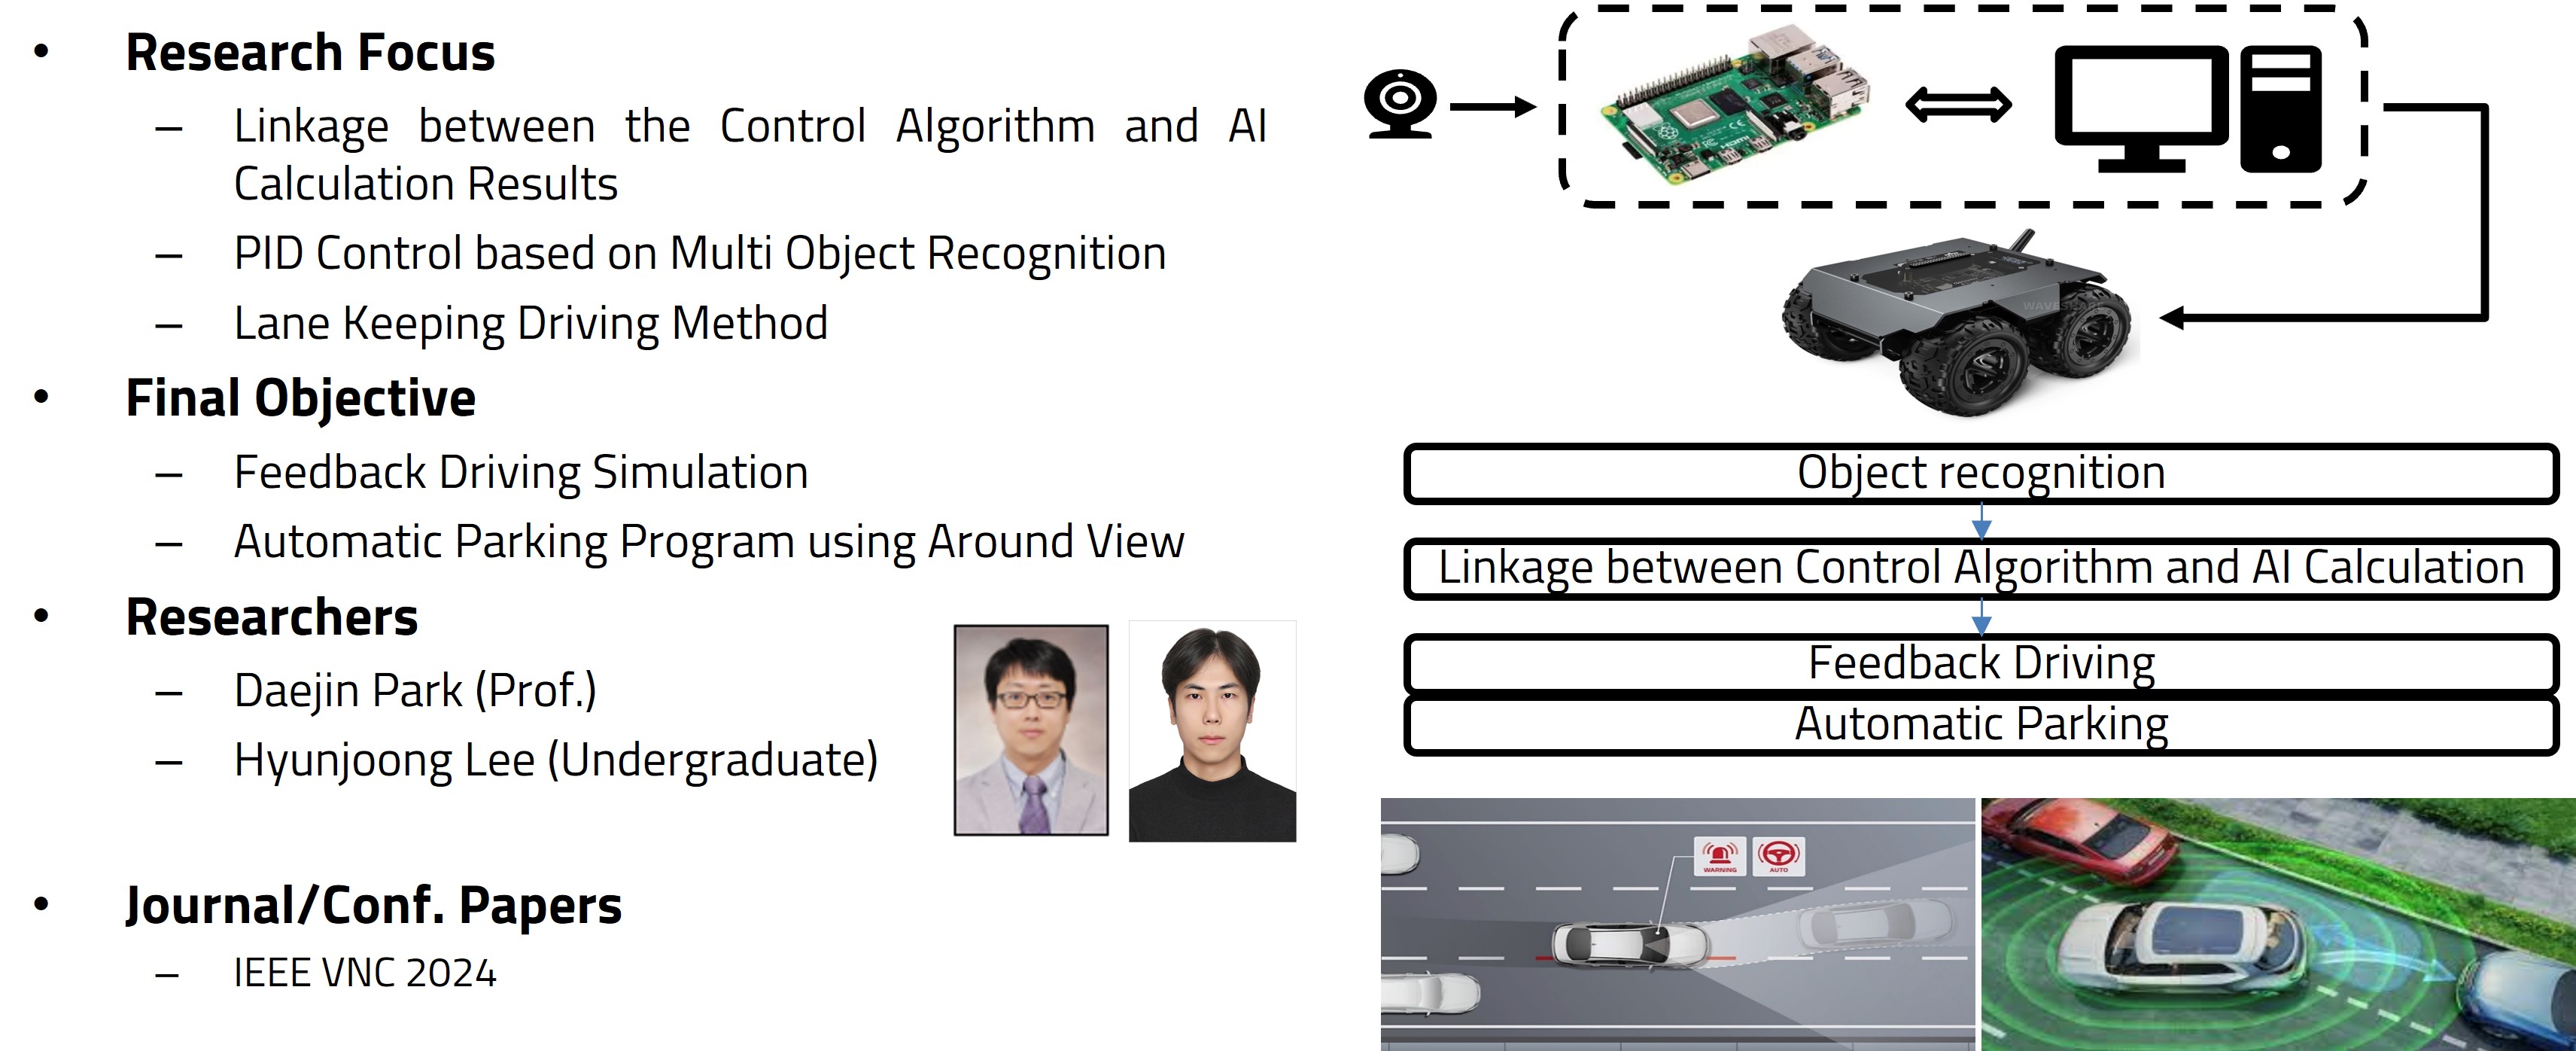 • Research Focus
– Linkage between the Control Algorithm and AI
Calculation Results
– PID Control based on Multi Object Recognition
– Lane Keeping Driving Method
• Final Objective
– Feedback Driving Simulation
– Automatic Parking Program using Around View
• Researchers
– Daejin Park (Prof.)
– Hyunjoong Lee (Undergraduate)
• Journal/Conf. Papers
– IEEE VNC 2024
HDMI
Object recognition
Linkage between Control Algorithm and AI Calculation
Feedback Driving
Automatic Parking
WARNING
AUTO